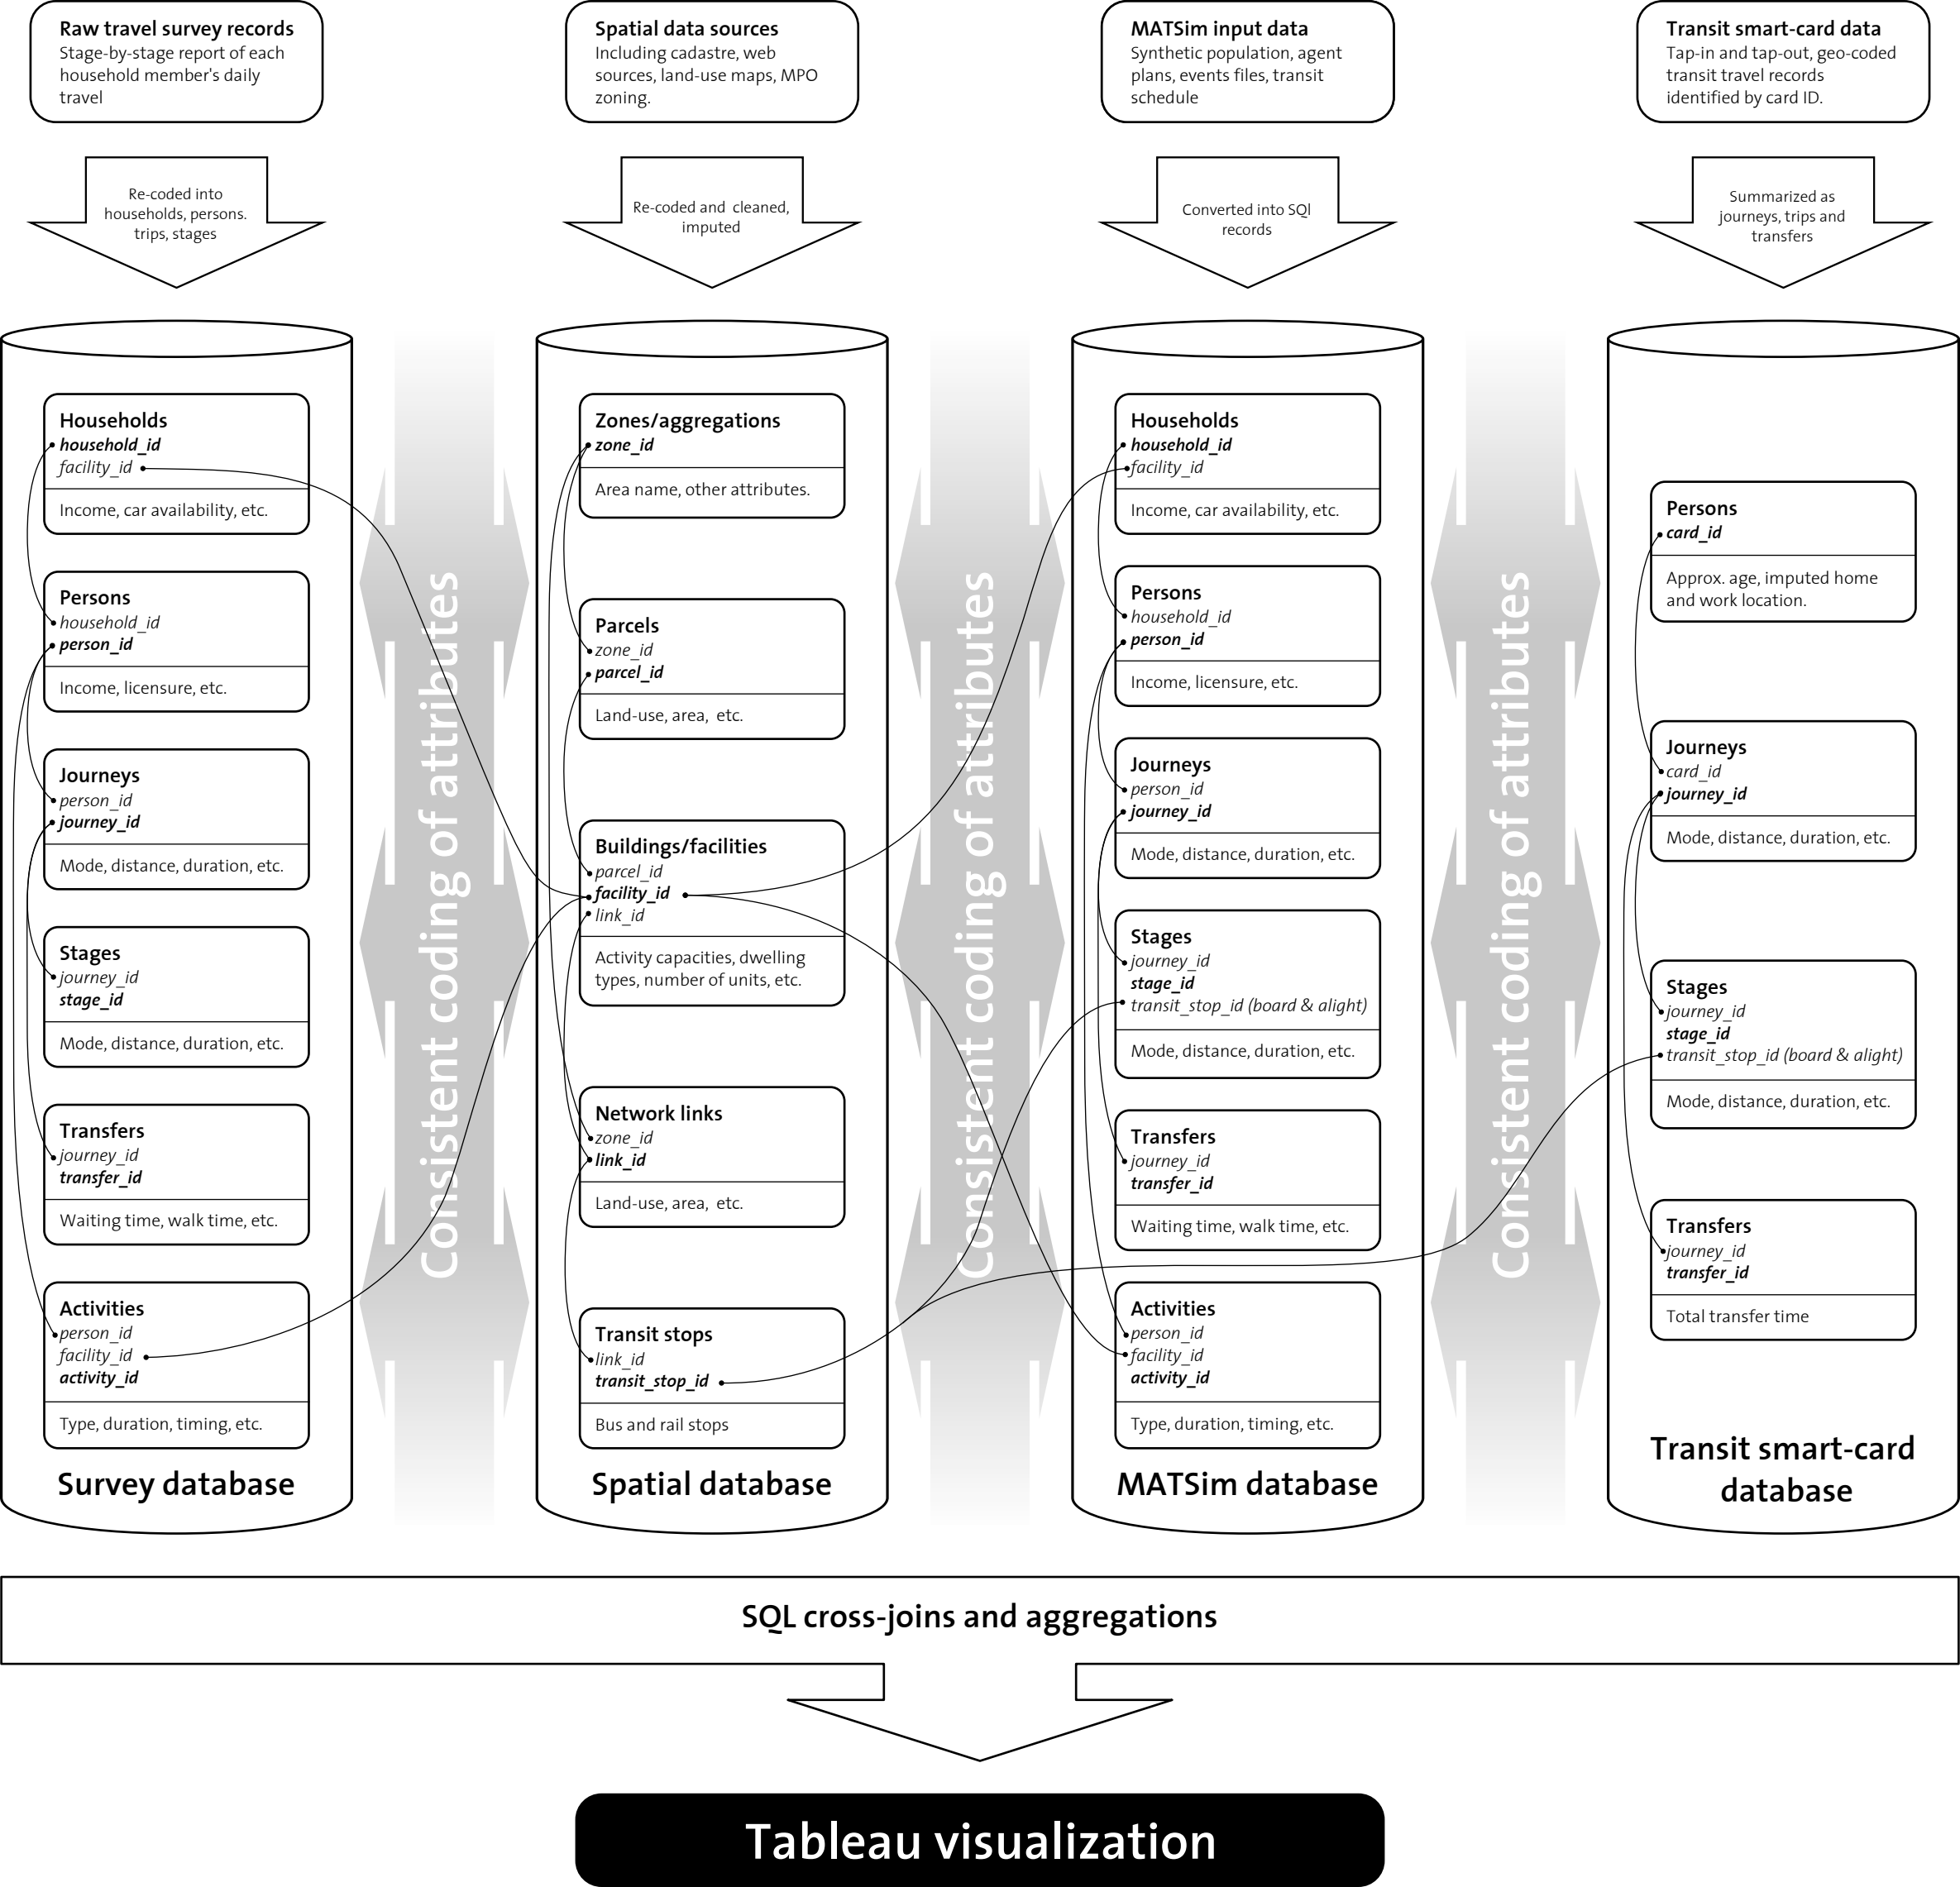 Raw travel survey records
Stage-by-stage report of each
household member's daily
travel
Spatial data sources
Including cadastre, web
sources, land-use maps, MPO
zoning.
MATSim input data
Synthetic population, agent
plans, events files, transit
schedule
Transit smart-card data
Tap-in and tap-out, geo-coded
transit travel records
identified by card ID.
Re-coded into
households, persons.
trips, stages
Re-coded and cleaned,
imputed
Converted into SQl
records
Summarized as
journeys, trips and
transfers
Households
household_id
facility_id
Income, car availability, etc.
Persons
household_id
person_id
Income, licensure, etc.
Journeys
person_id
journey_id
Mode, distance, duration, etc.
Stages
journey_id
stage_id
Mode, distance, duration, etc.
Transfers
journey_id
transfer_id
Waiting time, walk time, etc.
Activities
person_id
facility_id
activity_id
Type, duration, timing, etc.
Survey database
Consistent coding of attributes
Zones/aggregations
zone_id
Area name, other attributes.
Parcels
zone_id
parcel_id
Land-use, area, etc.
Buildings/facilities
parcel_id
facility_id
link_id
Activity capacities, dwelling
types, number of units, etc.
Network links
zone_id
link_id
Land-use, area, etc.
Transit stops
link_id
transit_stop_id
Bus and rail stops
Spatial database
Consistent coding of attributes
Households
household_id
facility_id
Income, car availability, etc.
Persons
household_id
person_id
Income, licensure, etc.
Journeys
person_id
journey_id
Mode, distance, duration, etc.
Stages
journey_id
stage_id
transit_stop_id (board & alight)
Mode, distance, duration, etc.
Transfers
journey_id
transfer_id
Waiting time, walk time, etc.
Activities
person_id
facility_id
activity_id
Type, duration, timing, etc.
MATSim database
Consistent coding of attributes
Persons
card_id
Approx. age, imputed home
and work location.
Journeys
card_id
journey_id
Mode, distance, duration, etc.
Stages
journey_id
stage_id
transit_stop_id (board & alight)
Mode, distance, duration, etc.
Transfers
journey_id
transfer_id
Total transfer time
Transit smart-card
database
SQL cross-joins and aggregations
Tableau visualization